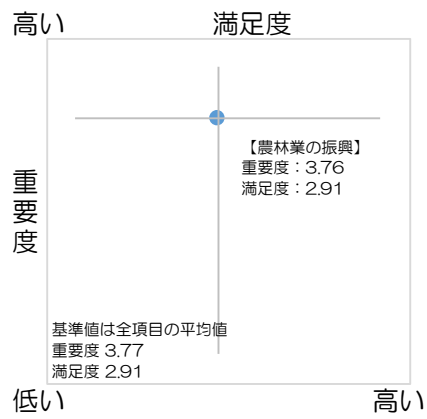 高い
満足度
【農林業の振興】
重要度：3.76
満足度：2.91
重要度
基準値は全項目の平均値
重要度 3.77
満足度 2.91
低い
高い